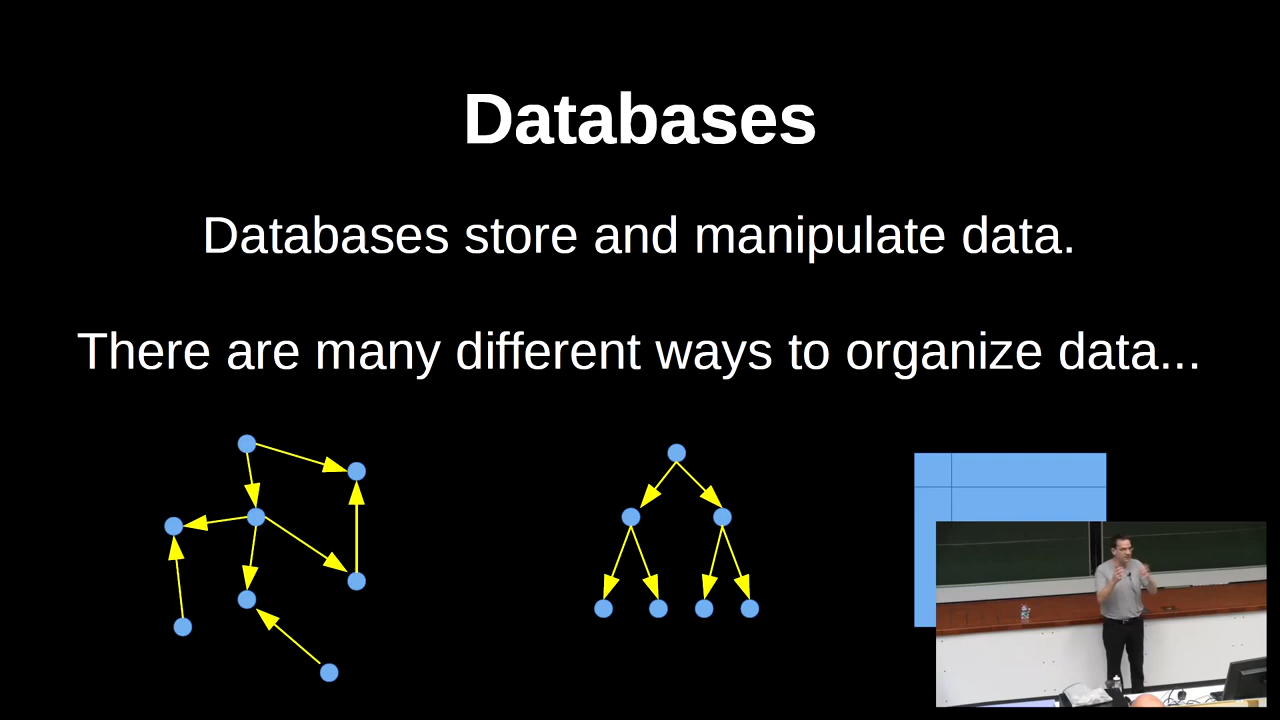 Databases
Databases store and manipulate data.
There are many different ways to organize data...